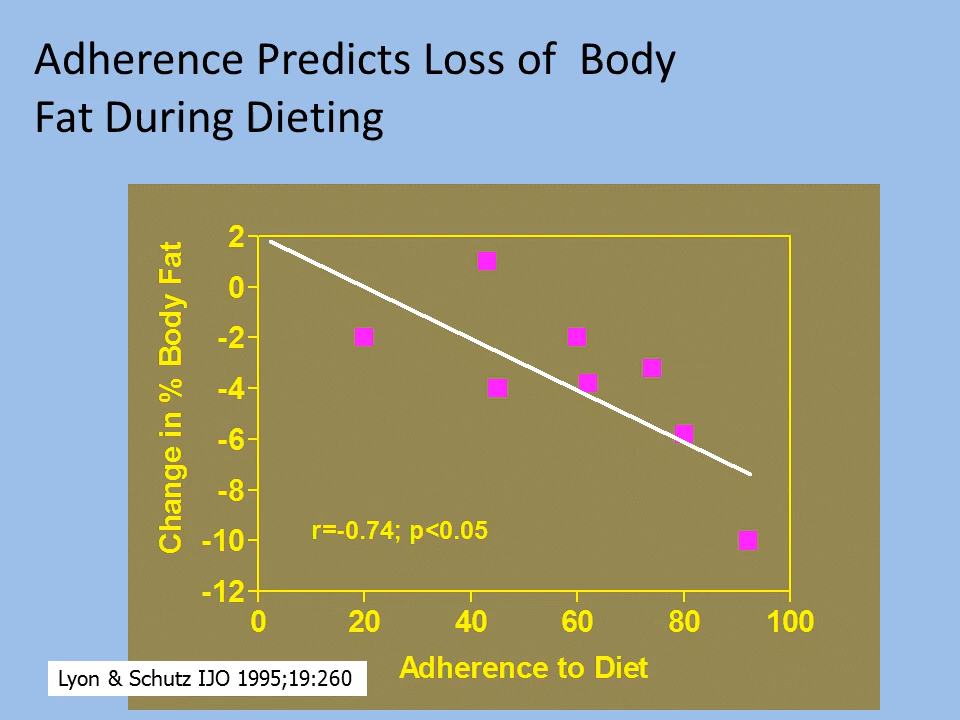 Adherence Predicts Loss of  Body
Fat During Dieting
Change in % Body Fat
2
0
-2
-4
-6
-8
-10
-12
r=-0.74; p<0.05
0 20 40 60 80 100
Adherence to Diet
Lyon & Schutz IJO 1995;19:260